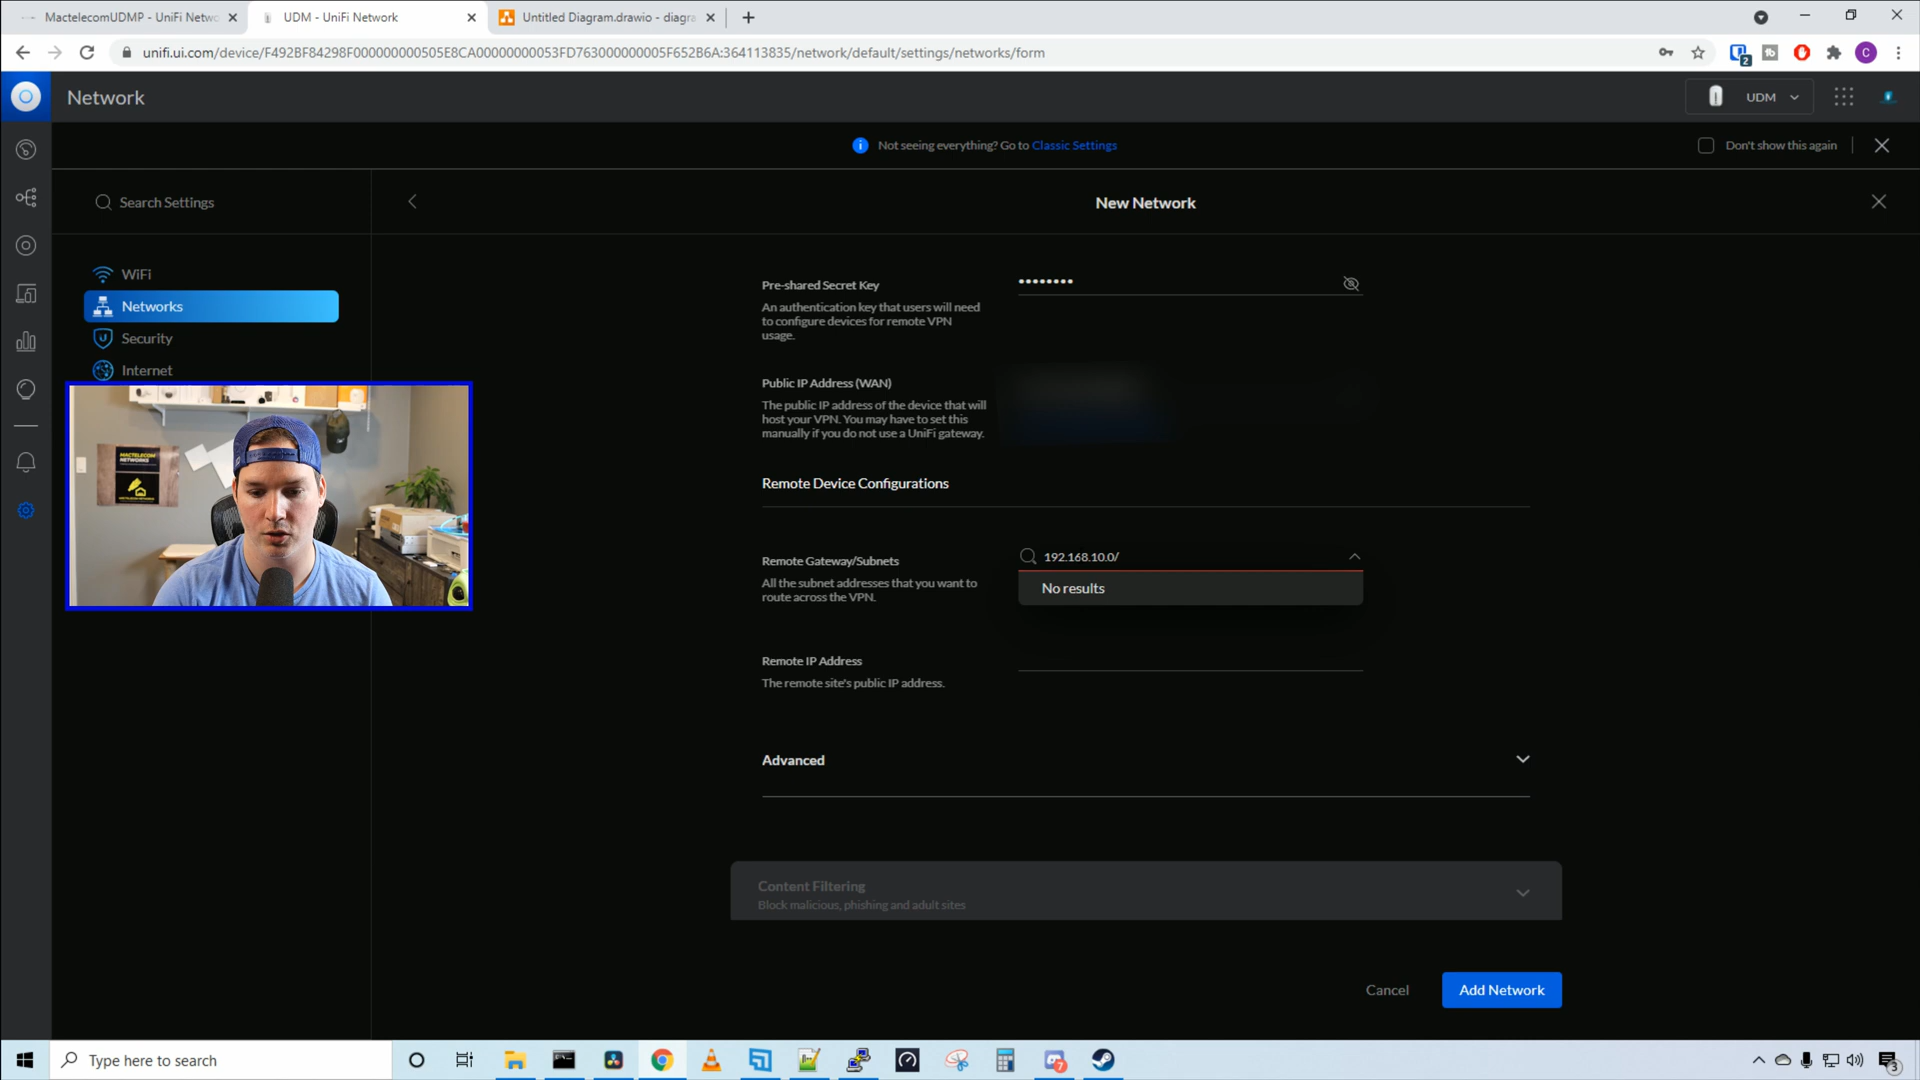 MactelecomUDMP - UniFi Netwo
UDM - UniFi Network
Untitled Diagram.drawio - diagra
unifi.ui.com/device/F492BF84298F000000000505E8CA00000000053FD763000000005F652B6A:364113835/network/default/settings/networks/form
2
C
Network
UDM
Not seeing everything? Go to Classic Settings
Don't show this again
Search Settings
New Network
WiFi
Networks
Security
Internet
Pre-shared Secret Key
••••••••
An authentication key that users will need
to configure devices for remote VPN
usage.
Public IP Address (WAN)
The public IP address of the device that will
host your VPN. You may have to set this
manually if you do not use a UniFi gateway.
MACTELECOM
NETWORKS
Remote Device Configurations
Remote Gateway/Subnets
192.168.10.0/
All the subnet addresses that you want to
route across the VPN.
No results
Remote IP Address
The remote site's public IP address.
Advanced
Content Filtering
Block malicious, phishing and adult sites
Cancel
Add Network
Type here to search
7
3